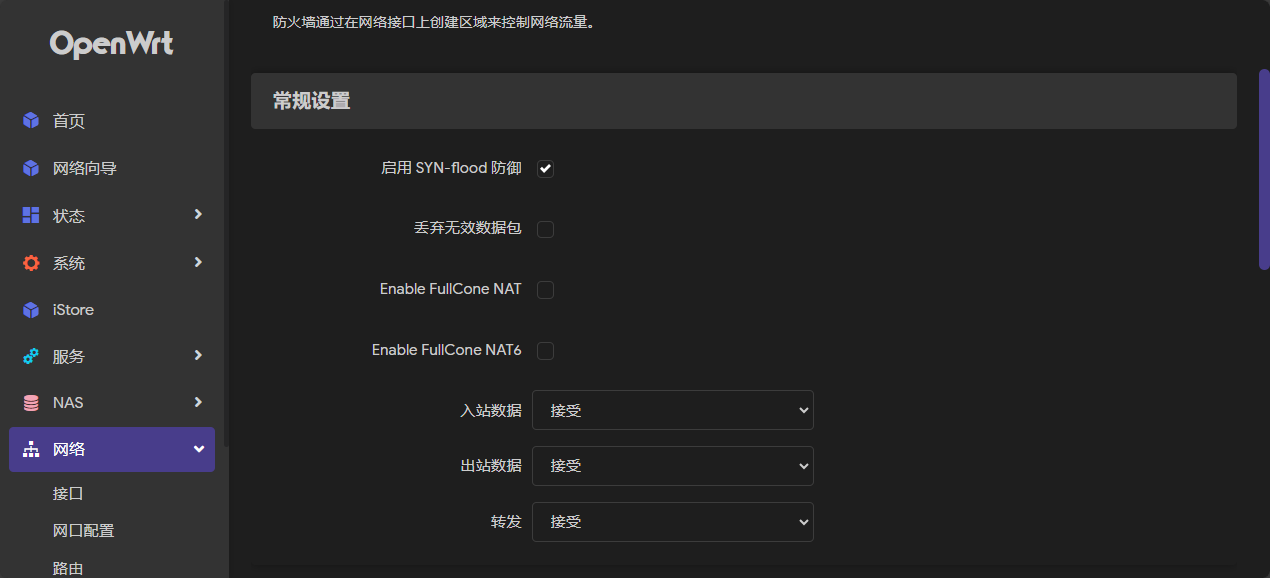 OpenWrt
首页
网络向导
状态
系统
iStore
服务
NAS
网络
接口
网口配置
路由
防火墙通过在网络接口上创建区域来控制网络流量。
常规设置
启用 SYN-flood 防御
丢弃无效数据包
Enable FullCone NAT
Enable FullCone NAT6
入站数据 接受
出站数据 接受
转发 接受